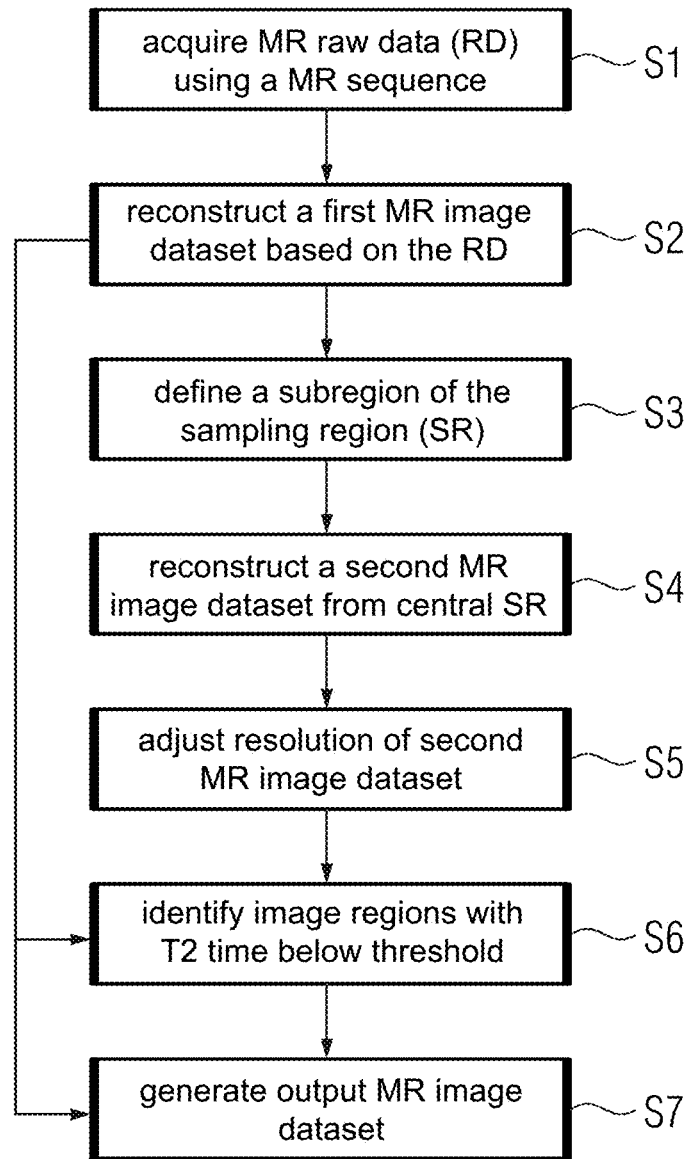 acquire MR raw data (RD)
using a MR sequence
S1
reconstruct a first MR image
dataset based on the RD
S2
define a subregion of the
sampling region (SR)
S3
reconstruct a second MR
image dataset from central SR
S4
adjust resolution of second
MR image dataset
S5
identify image regions with
T2 time below threshold
S6
generate output MR image
dataset
S7